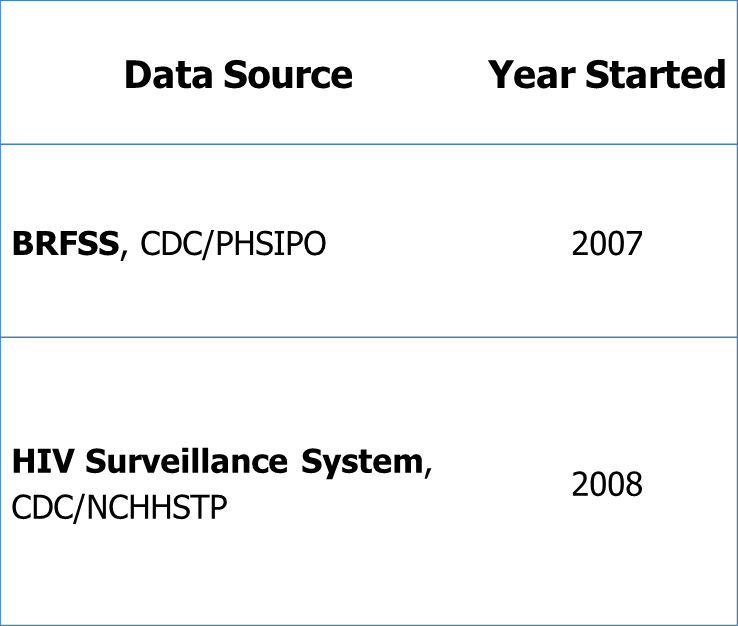 Data Source Year Started
BRFSS, CDC/PHSIPO 2007
HIV Surveillance System,
CDC/NCHHSTP
2008